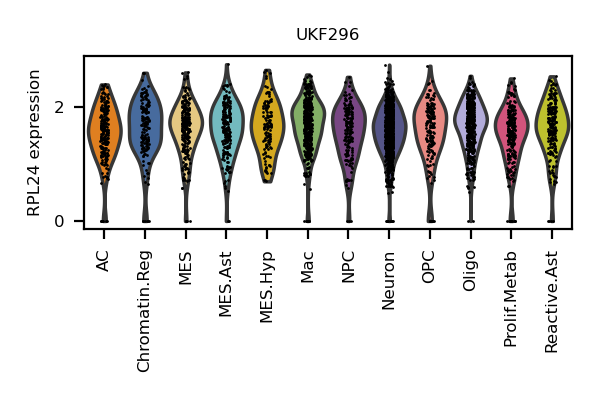 UKF296
RPL24 expression
2
0
AC
Chromatin.Reg
MES
MES.Ast
MES.Hyp
Mac
NPC
Neuron
OPC
Oligo
Prolif.Metab
Reactive.Ast